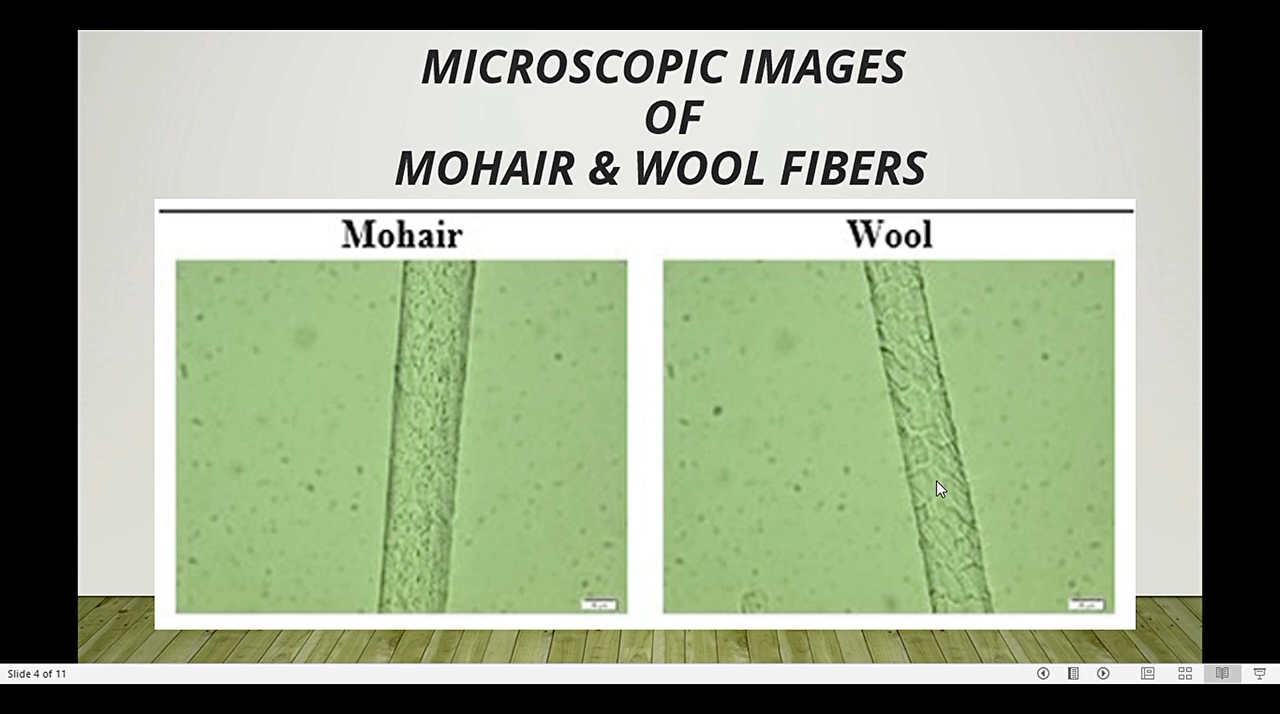 MICROSCOPIC IMAGES
OF
MOHAIR & WOOL FIBERS
Mohair
Wool
Slide 4 of 11